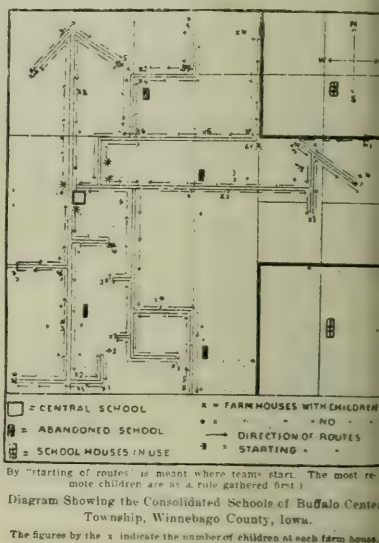 = CENTRAL SCHOOL
= ABANDONED SCHOOL
= SCHOOL HOUSES IN USE
x = FARM HOUSES WITH CHILDREN
" " " NO "
DIRECTION OF ROUTES
STARTING " "
By "starting of routes" is meant where teams start. The most re-
mote children are as a rule gathered first.)
Diagram Showing the Consolidated Schools of Buffalo Center
Township, Winnebago County, Iowa.
The figures by the x indicate the number of children at each farm house.